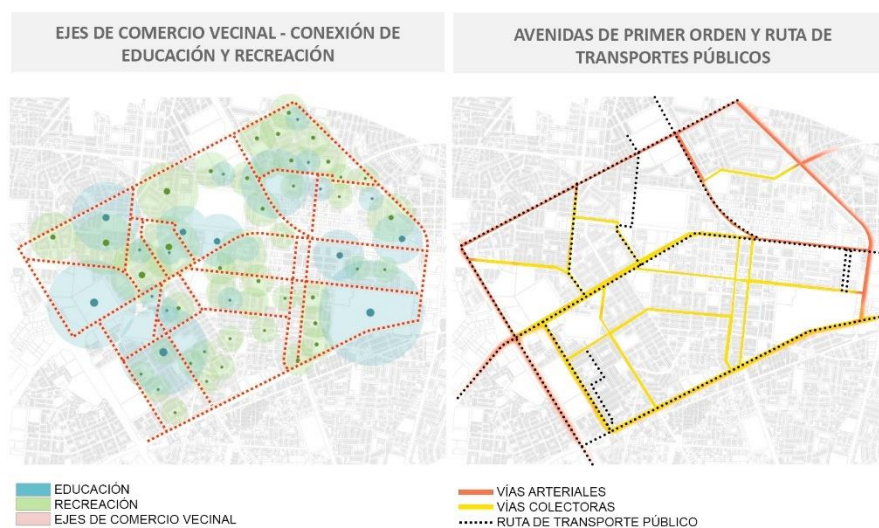 EJES DE COMERCIO VECINAL - CONEXIÓN DE
EDUCACIÓN Y RECREACIÓN
AVENIDAS DE PRIMER ORDEN Y RUTA DE
TRANSPORTES PÚBLICOS
EDUCACIÓN
RECREACIÓN
EJES DE COMERCIO VECINAL
VÍAS ARTERIALES
VÍAS COLECTORAS
RUTA DE TRANSPORTE PÚBLICO